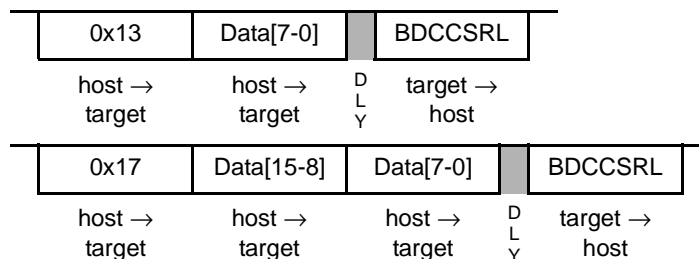 0x13 Data[7-0] BDCCSRL
host → host → D target →
target target L host
Y
0x17 Data[15-8] Data[7-0] BDCCSRL
host → host → host → D target →
target target target L host
Y